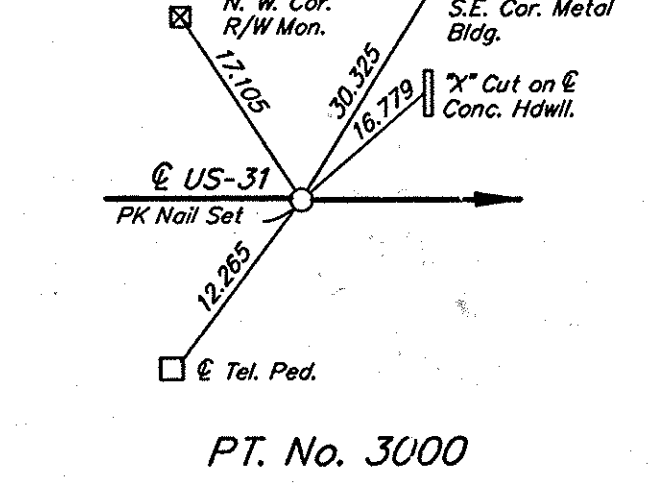 N. W. Cor.
R/W Mon.
S.E. Cor. Metal
Bldg.
17.105
30.325
16.779
"X" Cut on ℄
Conc. Hdwll.
℄ US-31
PK Nail Set
12.265
℄ Tel. Ped.
PT. No. 3000